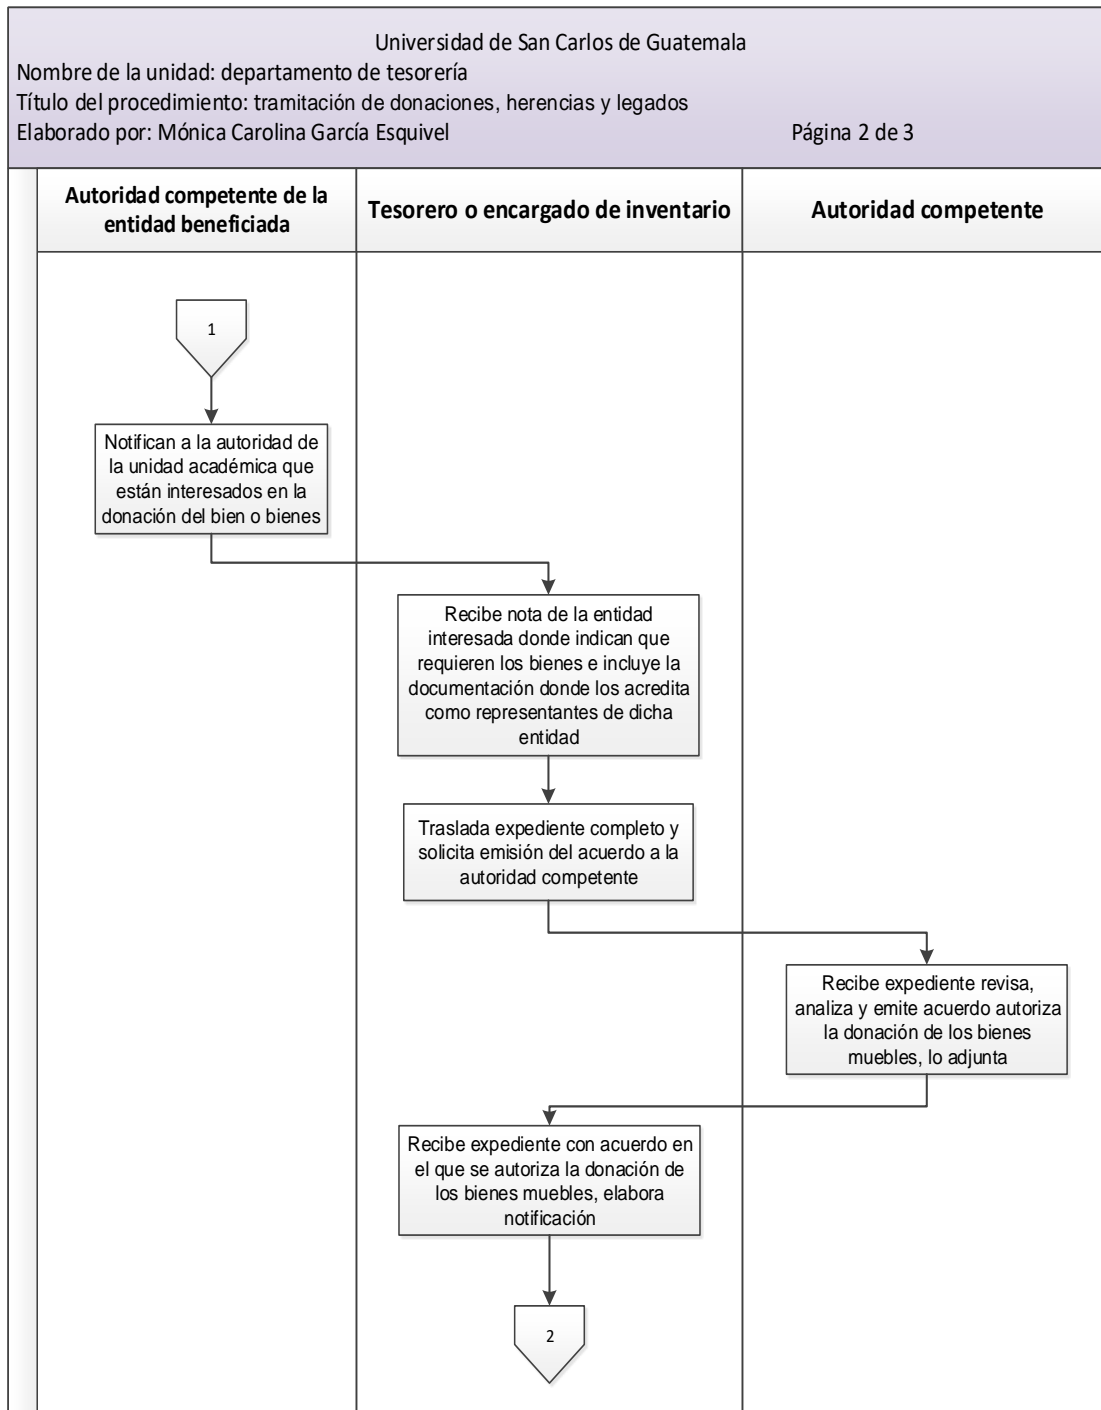 Universidad de San Carlos de Guatemala
Nombre de la unidad: departamento de tesorería
Título del procedimiento: tramitación de donaciones, herencias y legados
Elaborado por: Mónica Carolina García Esquivel Página 2 de 3
Autoridad competente de la
entidad beneficiada
Tesorero o encargado de inventario
Autoridad competente
1
Notifican a la autoridad de
la unidad académica que
están interesados en la
donación del bien o bienes
Recibe nota de la entidad
interesada donde indican que
requieren los bienes e incluye la
documentación donde los acredita
como representantes de dicha
entidad
Traslada expediente completo y
solicita emisión del acuerdo a la
autoridad competente
Recibe expediente revisa,
analiza y emite acuerdo autoriza
la donación de los bienes
muebles, lo adjunta
Recibe expediente con acuerdo en
el que se autoriza la donación de
los bienes muebles, elabora
notificación
2